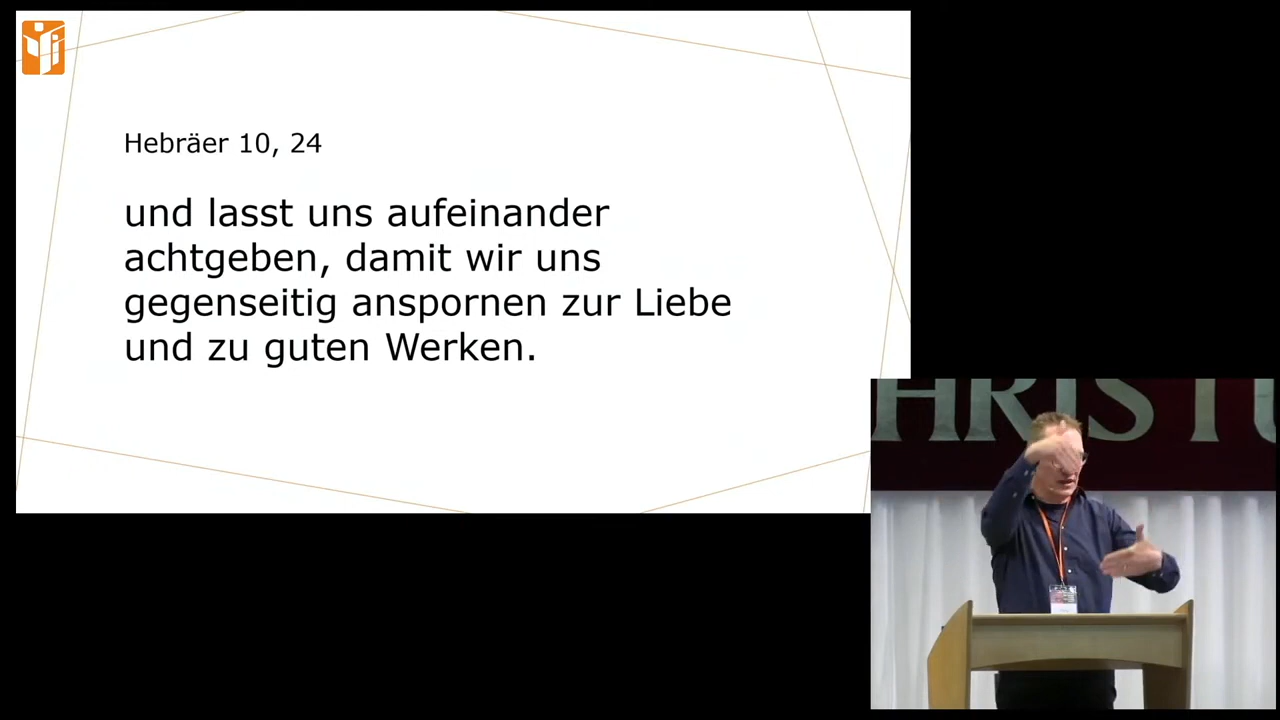 Hebräer 10, 24
und lasst uns aufeinander
achtgeben, damit wir uns
gegenseitig anspornen zur Liebe
und zu guten Werken.
HRISTU